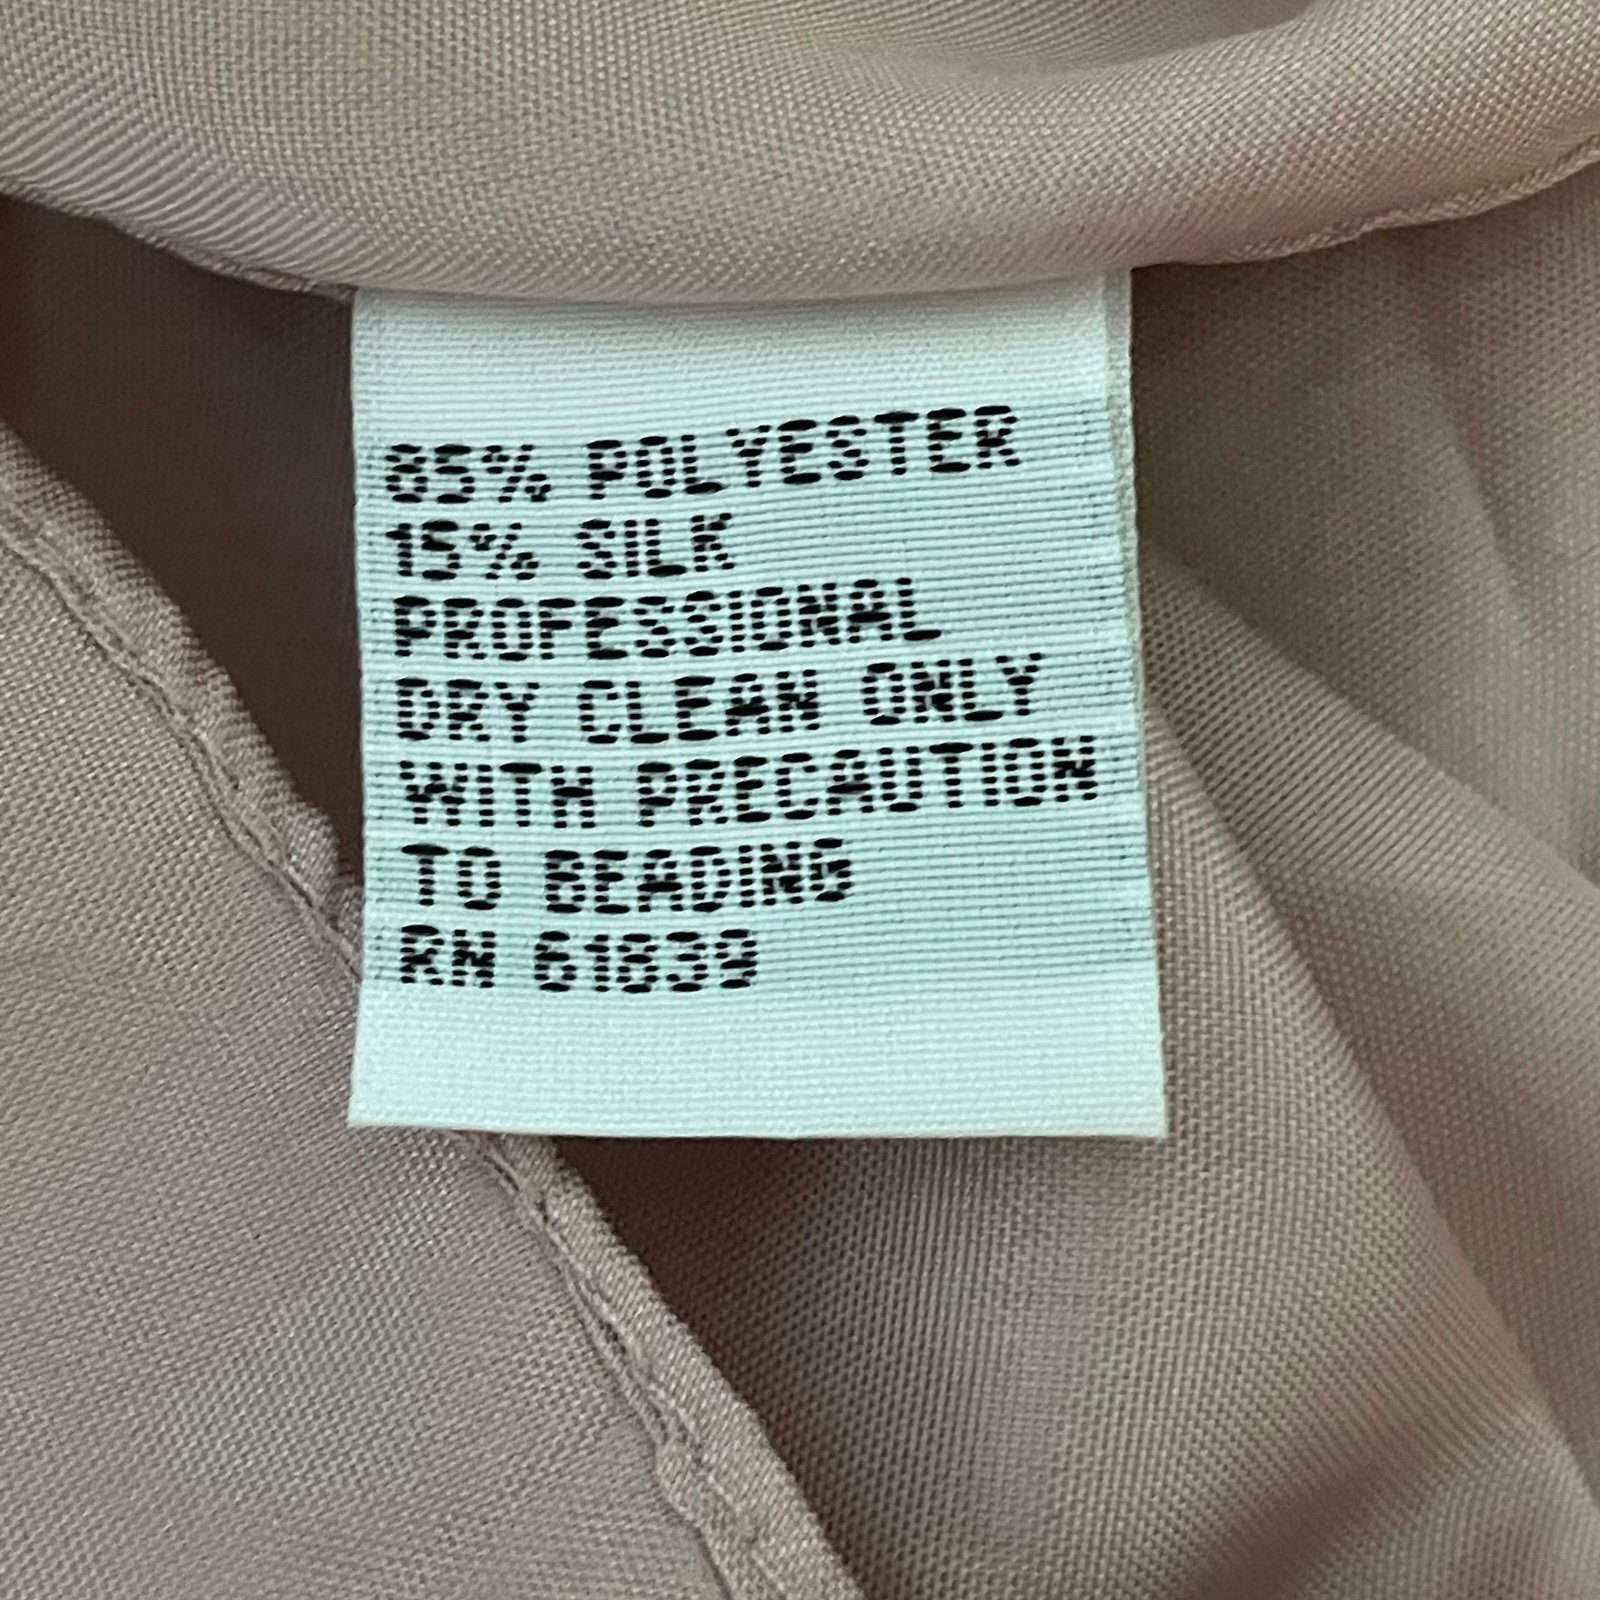 85% POLYESTER
15% SILK
PROFESSIONAL
DRY CLEAN ONLY
WITH PRECAUTION
TO BEADING
RN 61839